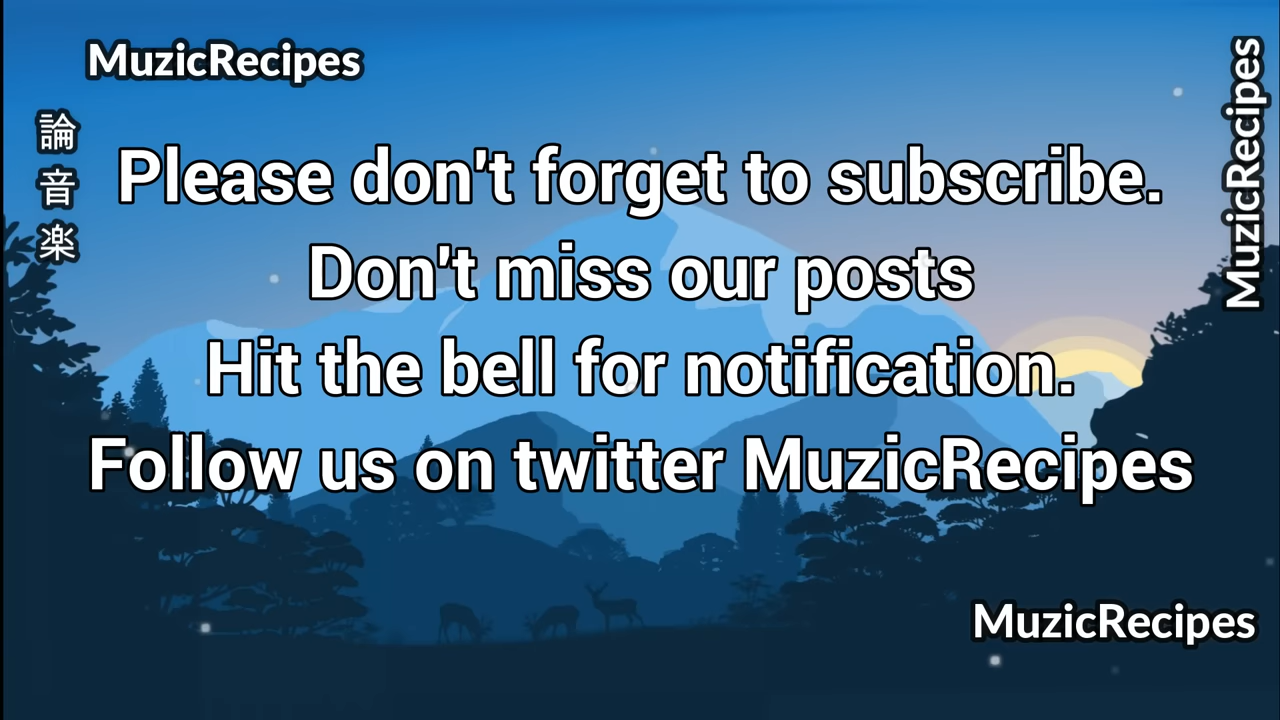 MuzicRecipes
論音楽
Please don't forget to subscribe.
Don't miss our posts
Hit the bell for notification.
Follow us on twitter MuzicRecipes
MuzicRecipes
MuzicRecipes